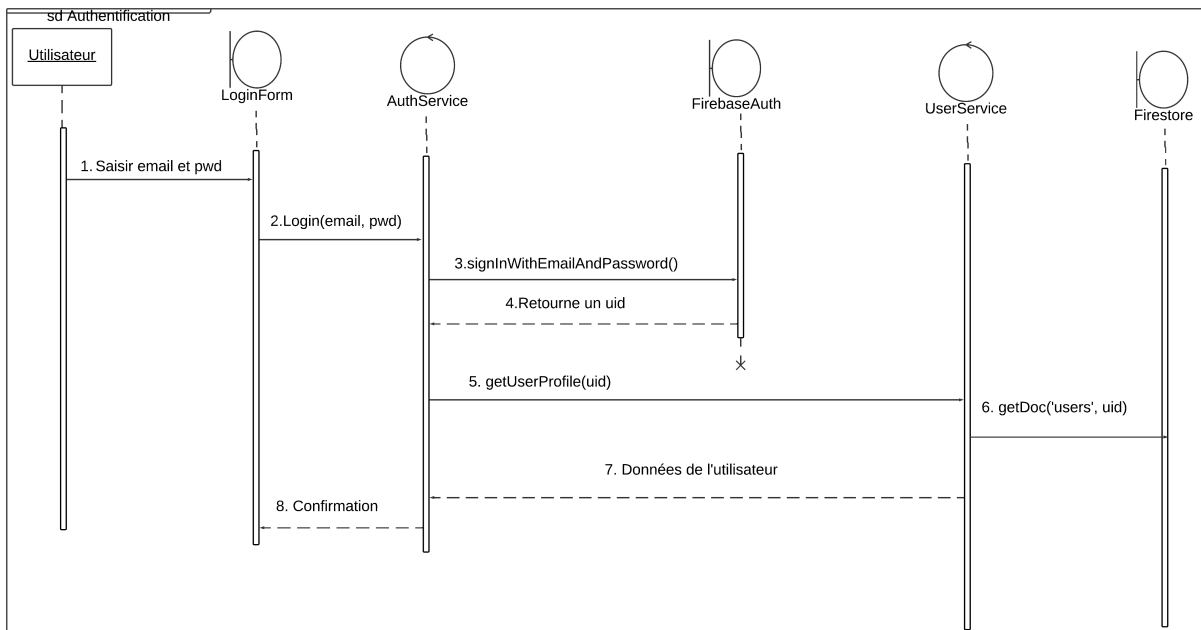 sd Authentification
Utilisateur
LoginForm
AuthService
FirebaseAuth
UserService
Firestore
1. Saisir email et pwd
2.Login(email, pwd)
3.signInWithEmailAndPassword()
4.Retourne un uid
5. getUserProfile(uid)
6. getDoc('users', uid)
7. Données de l'utilisateur
8. Confirmation